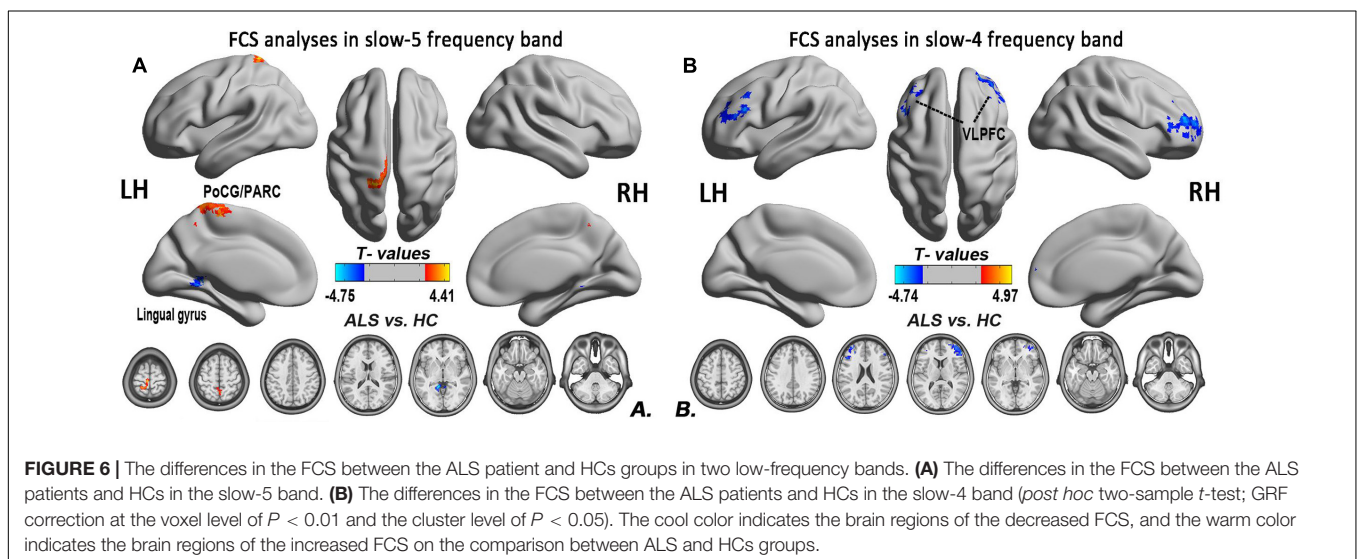 FCS analyses in slow-5 frequency band
A
LH
PoCG/PARC
RH
T- values
-4.75
4.41
Lingual gyrus
ALS vs. HC
A.
FCS analyses in slow-4 frequency band
B
VLPFC
LH
RH
T- values
-4.74
4.97
ALS vs. HC
B.
FIGURE 6 | The differences in the FCS between the ALS patient and HCs groups in two low-frequency bands. (A) The differences in the FCS between the ALS
patients and HCs in the slow-5 band. (B) The differences in the FCS between the ALS patients and HCs in the slow-4 band (post hoc two-sample t-test; GRF
correction at the voxel level of P < 0.01 and the cluster level of P < 0.05). The cool color indicates the brain regions of the decreased FCS, and the warm color
indicates the brain regions of the increased FCS on the comparison between ALS and HCs groups.